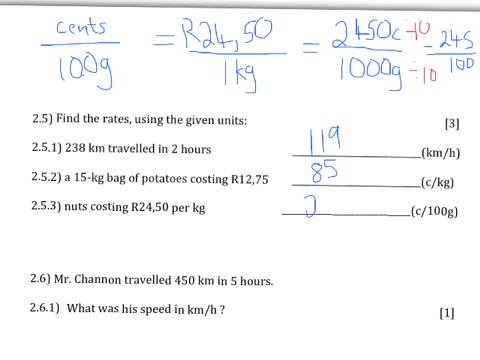 cents/100g = R24,50/1kg = 2450c÷10/1000g÷10 = 245/100
2.5) Find the rates, using the given units: [3]
2.5.1) 238 km travelled in 2 hours 119 (km/h)
2.5.2) a 15-kg bag of potatoes costing R12,75 85 (c/kg)
2.5.3) nuts costing R24,50 per kg 2 (c/100g)
2.6) Mr. Channon travelled 450 km in 5 hours.
2.6.1) What was his speed in km/h ? [1]